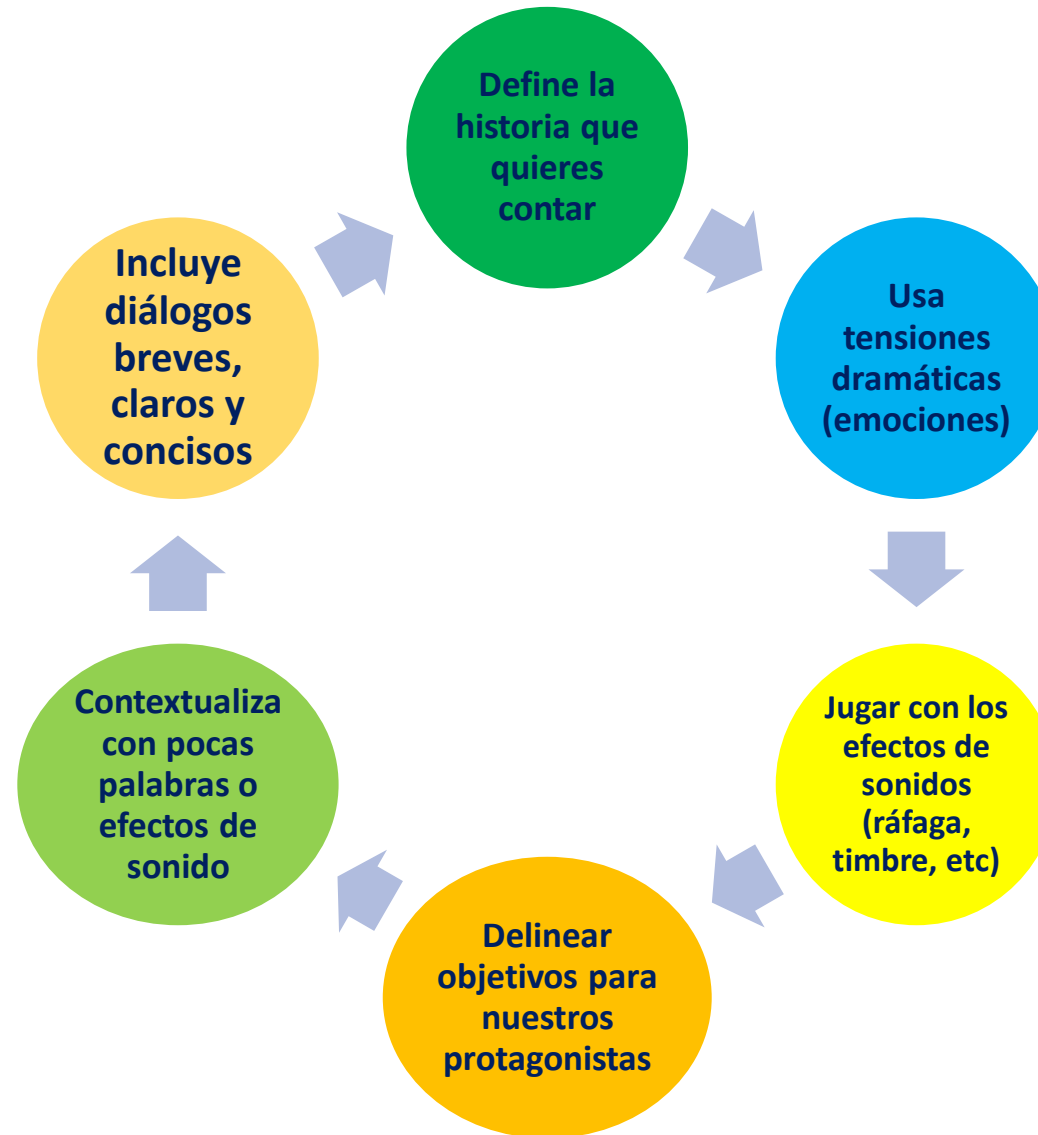 Define la
historia que
quieres
contar
Usa
tensiones
dramáticas
(emociones)
Jugar con los
efectos de
sonidos
(ráfaga,
timbre, etc)
Delinear
objetivos para
nuestros
protagonistas
Contextualiza
con pocas
palabras o
efectos de
sonido
Incluye
diálogos
breves,
claros y
concisos